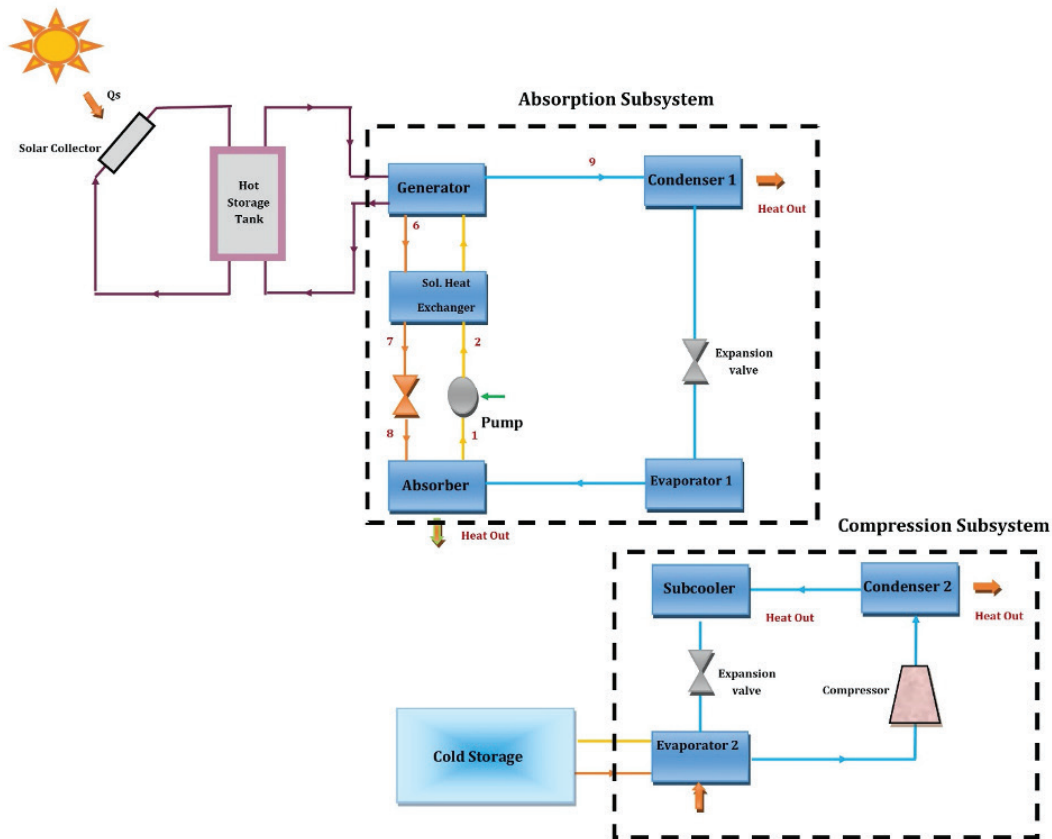 Absorption Subsystem
Qs
Solar Collector
Hot
Storage
Tank
Generator
9
Condenser 1
Heat Out
6
Sol. Heat
Exchanger
7
2
Expansion
valve
Pump
8
1
Absorber
Evaporator 1
Heat Out
Compression Subsystem
Subcooler
Condenser 2
Heat Out
Heat Out
Expansion
valve
Compressor
Cold Storage
Evaporator 2